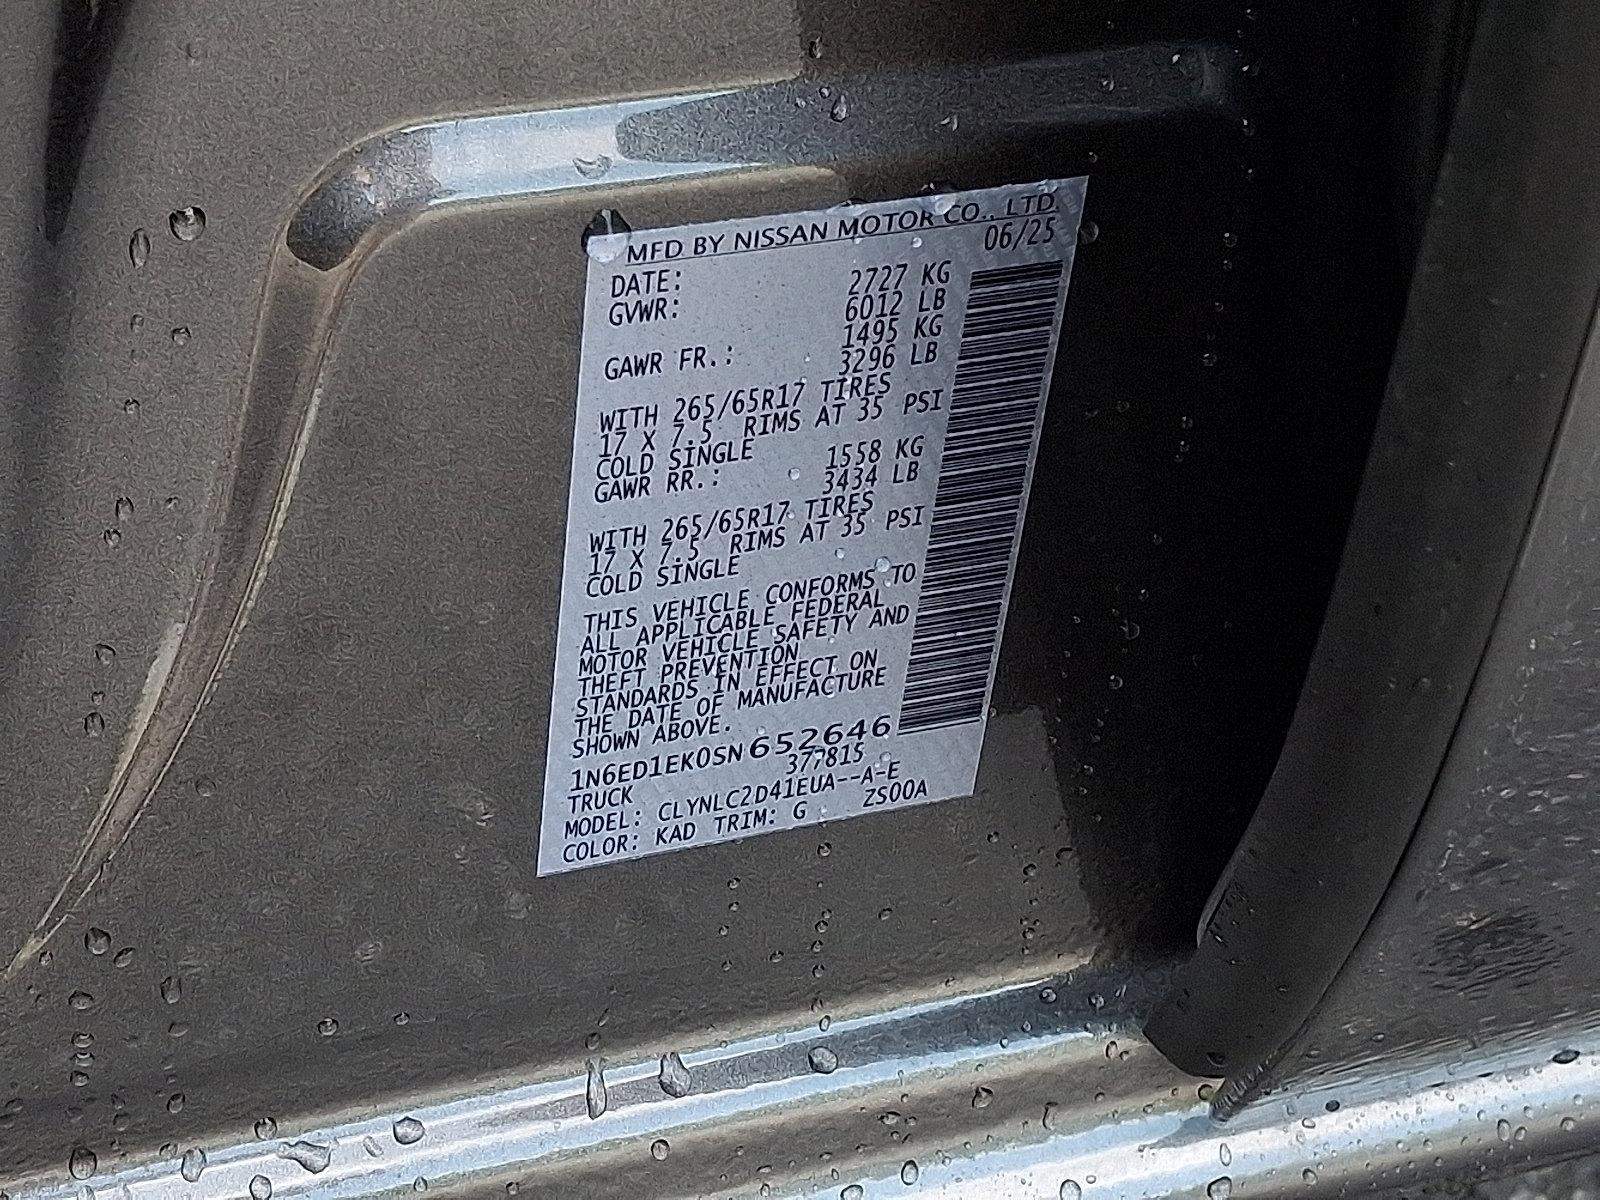 MFD BY NISSAN MOTOR CO., LTD.
DATE: 06/25
GVWR: 2727 KG
6012 LB
GAWR FR.: 1495 KG
3296 LB
WITH 265/65R17 TIRES
17 X 7.5 RIMS AT 35 PSI
COLD SINGLE
GAWR RR.: 1558 KG
3434 LB
WITH 265/65R17 TIRES
17 X 7.5 RIMS AT 35 PSI
COLD SINGLE
THIS VEHICLE CONFORMS TO
ALL APPLICABLE FEDERAL
MOTOR VEHICLE SAFETY AND
THEFT PREVENTION
STANDARDS IN EFFECT ON
THE DATE OF MANUFACTURE
SHOWN ABOVE.
1N6ED1EK0SN652646
TRUCK 377815
MODEL: CLYNLC2D41EUA--A-E
COLOR: KAD TRIM: G ZS00A